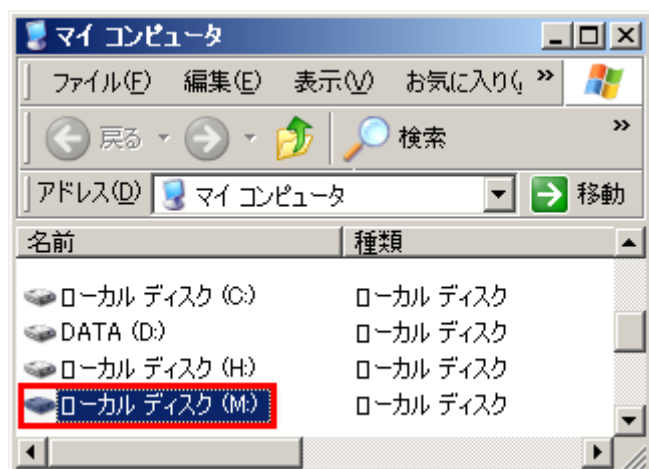 マイ コンピュータ
ファイル(F) 編集(E) 表示(V) お気に入り( »
戻る 検索 »
アドレス(D) マイ コンピュータ 移動
名前 種類
ローカル ディスク (C:) ローカル ディスク
DATA (D:) ローカル ディスク
ローカル ディスク (H:) ローカル ディスク
ローカル ディスク (M:) ローカル ディスク